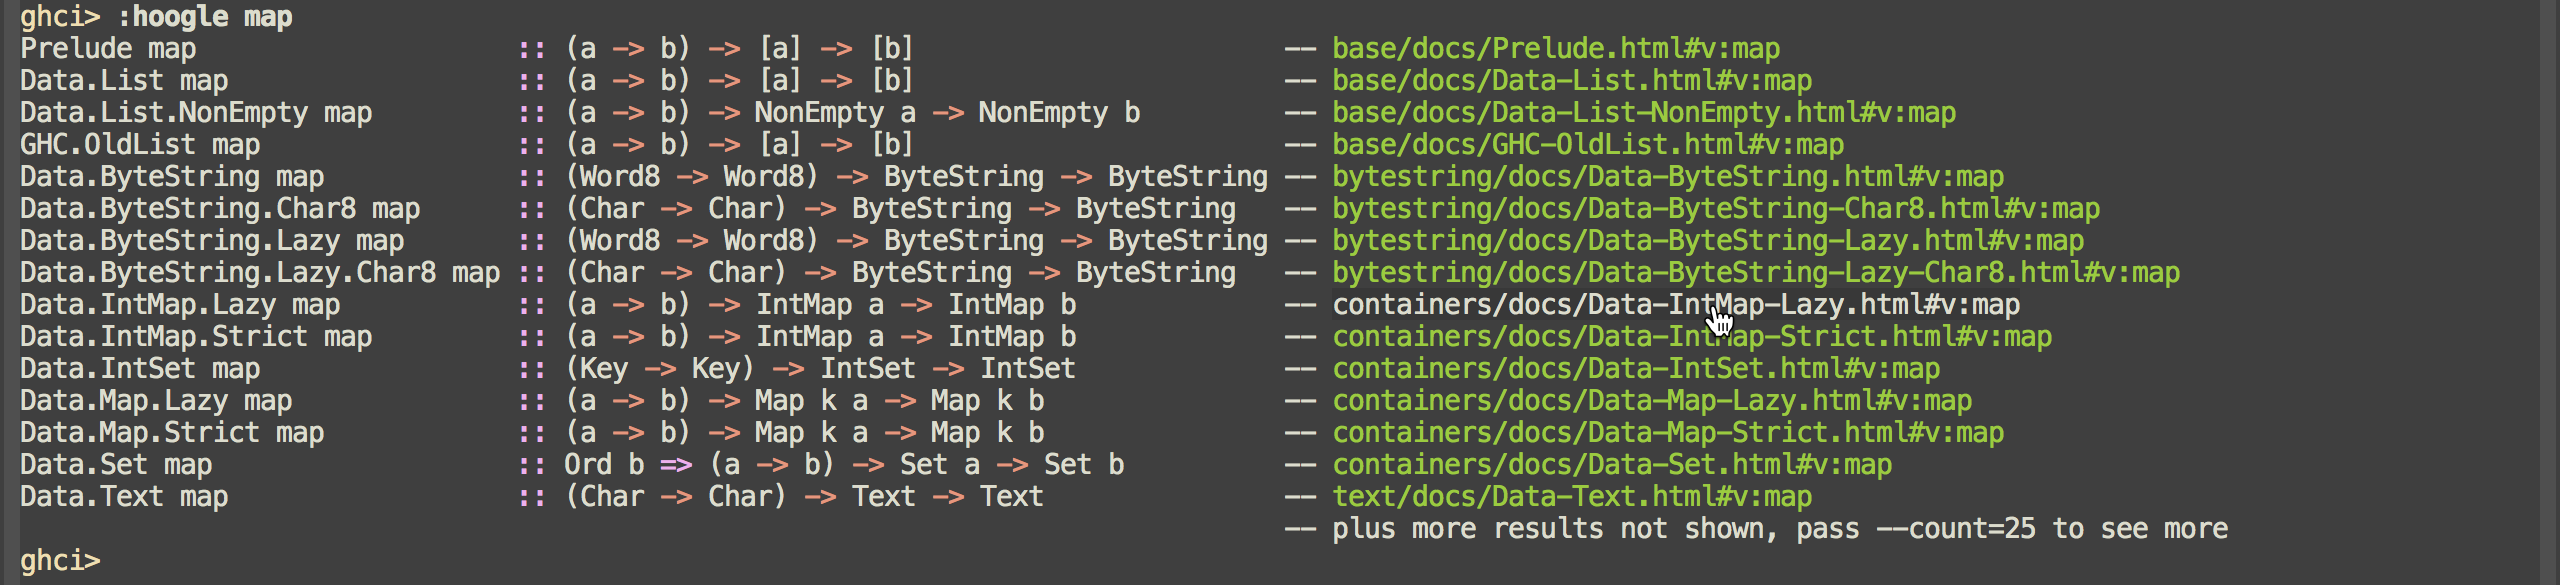 ghci> :hoogle map
Prelude map :: (a -> b) -> [a] -> [b] -- base/docs/Prelude.html#v:map
Data.List map :: (a -> b) -> [a] -> [b] -- base/docs/Data-List.html#v:map
Data.List.NonEmpty map :: (a -> b) -> NonEmpty a -> NonEmpty b -- base/docs/Data-List-NonEmpty.html#v:map
GHC.OldList map :: (a -> b) -> [a] -> [b] -- base/docs/GHC-OldList.html#v:map
Data.ByteString map :: (Word8 -> Word8) -> ByteString -> ByteString -- bytestring/docs/Data-ByteString.html#v:map
Data.ByteString.Char8 map :: (Char -> Char) -> ByteString -> ByteString -- bytestring/docs/Data-ByteString-Char8.html#v:map
Data.ByteString.Lazy map :: (Word8 -> Word8) -> ByteString -> ByteString -- bytestring/docs/Data-ByteString-Lazy.html#v:map
Data.ByteString.Lazy.Char8 map :: (Char -> Char) -> ByteString -> ByteString -- bytestring/docs/Data-ByteString-Lazy-Char8.html#v:map
Data.IntMap.Lazy map :: (a -> b) -> IntMap a -> IntMap b -- containers/docs/Data-IntMap-Lazy.html#v:map
Data.IntMap.Strict map :: (a -> b) -> IntMap a -> IntMap b -- containers/docs/Data-IntMap-Strict.html#v:map
Data.IntSet map :: (Key -> Key) -> IntSet -> IntSet -- containers/docs/Data-IntSet.html#v:map
Data.Map.Lazy map :: (a -> b) -> Map k a -> Map k b -- containers/docs/Data-Map-Lazy.html#v:map
Data.Map.Strict map :: (a -> b) -> Map k a -> Map k b -- containers/docs/Data-Map-Strict.html#v:map
Data.Set map :: Ord b => (a -> b) -> Set a -> Set b -- containers/docs/Data-Set.html#v:map
Data.Text map :: (Char -> Char) -> Text -> Text -- text/docs/Data-Text.html#v:map
-- plus more results not shown, pass --count=25 to see more
ghci>